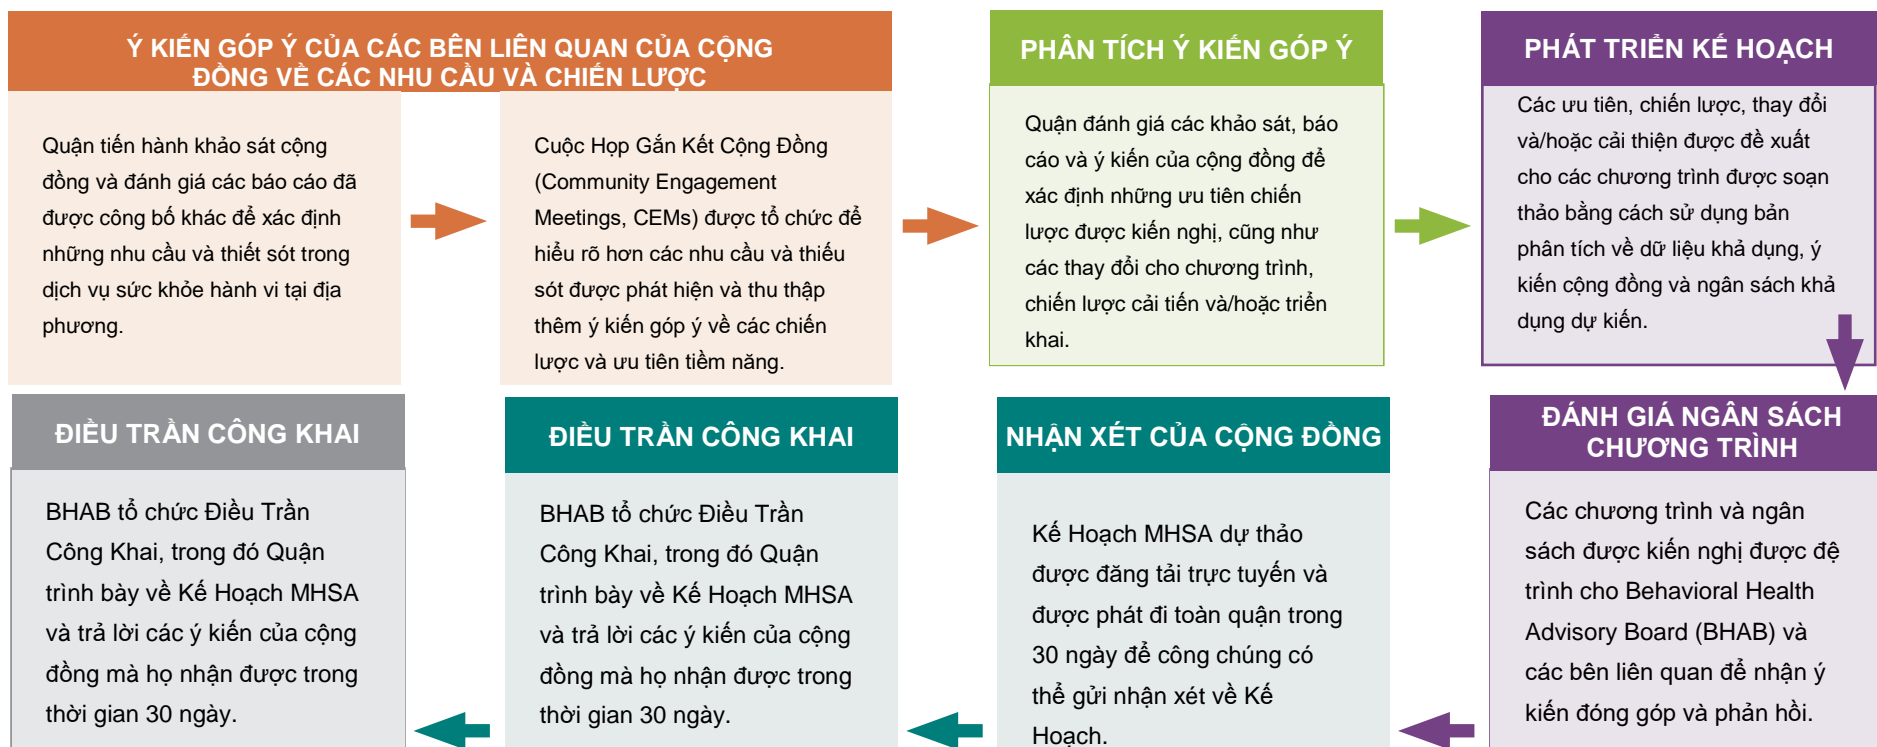 Ý KIẾN GÓP Ý CỦA CÁC BÊN LIÊN QUAN CỦA CỘNG
ĐỒNG VỀ CÁC NHU CẦU VÀ CHIẾN LƯỢC
Quận tiến hành khảo sát cộng
đồng và đánh giá các báo cáo đã
được công bố khác để xác định
những nhu cầu và thiết sót trong
dịch vụ sức khỏe hành vi tại địa
phương.
Cuộc Họp Gắn Kết Cộng Đồng
(Community Engagement
Meetings, CEMs) được tổ chức để
hiểu rõ hơn các nhu cầu và thiếu
sót được phát hiện và thu thập
thêm ý kiến góp ý về các chiến
lược và ưu tiên tiềm năng.
PHÂN TÍCH Ý KIẾN GÓP Ý
Quận đánh giá các khảo sát, báo
cáo và ý kiến của cộng đồng để
xác định những ưu tiên chiến
lược được kiến nghị, cũng như
các thay đổi cho chương trình,
chiến lược cải tiến và/hoặc triển
khai.
PHÁT TRIỂN KẾ HOẠCH
Các ưu tiên, chiến lược, thay đổi
và/hoặc cải thiện được đề xuất
cho các chương trình được soạn
thảo bằng cách sử dụng bản
phân tích về dữ liệu khả dụng, ý
kiến cộng đồng và ngân sách khả
dụng dự kiến.
ĐÁNH GIÁ NGÂN SÁCH
CHƯƠNG TRÌNH
Các chương trình và ngân
sách được kiến nghị được đệ
trình cho Behavioral Health
Advisory Board (BHAB) và
các bên liên quan để nhận ý
kiến đóng góp và phản hồi.
NHẬN XÉT CỦA CỘNG ĐỒNG
Kế Hoạch MHSA dự thảo
được đăng tải trực tuyến và
được phát đi toàn quận trong
30 ngày để công chúng có
thể gửi nhận xét về Kế
Hoạch.
ĐIỀU TRẦN CÔNG KHAI
BHAB tổ chức Điều Trần
Công Khai, trong đó Quận
trình bày về Kế Hoạch MHSA
và trả lời các ý kiến của cộng
đồng mà họ nhận được trong
thời gian 30 ngày.
ĐIỀU TRẦN CÔNG KHAI
BHAB tổ chức Điều Trần
Công Khai, trong đó Quận
trình bày về Kế Hoạch MHSA
và trả lời các ý kiến của cộng
đồng mà họ nhận được trong
thời gian 30 ngày.